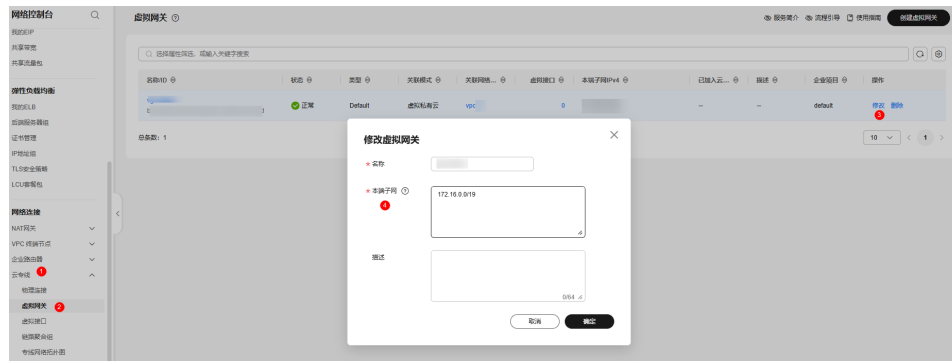 网络控制台
虚拟网关
服务简介 流程引导 使用指南 创建虚拟网关
我的EIP
共享带宽
共享流量包
弹性负载均衡
我的ELB
后端服务器组
证书管理
IP地址组
TLS安全策略
LCU套餐包
网络连接
NAT网关
VPC 终端节点
企业路由器
云专线 1
物理连接
虚拟网关 2
虚拟接口
链路聚合组
专线网络拓扑图
选择属性筛选，或输入关键字搜索
名称/ID 状态 类型 关联模式 关联网络... 虚拟接口 本端子网IPv4 已加入云... 描述 企业项目 操作
正常 Default 虚拟私有云 vpc 0 -- -- default 修改 删除
3
总条数：1
10 < 1 >
修改虚拟网关
* 名称
* 本端子网
172.16.0.0/19
4
描述
0/64
取消 确定